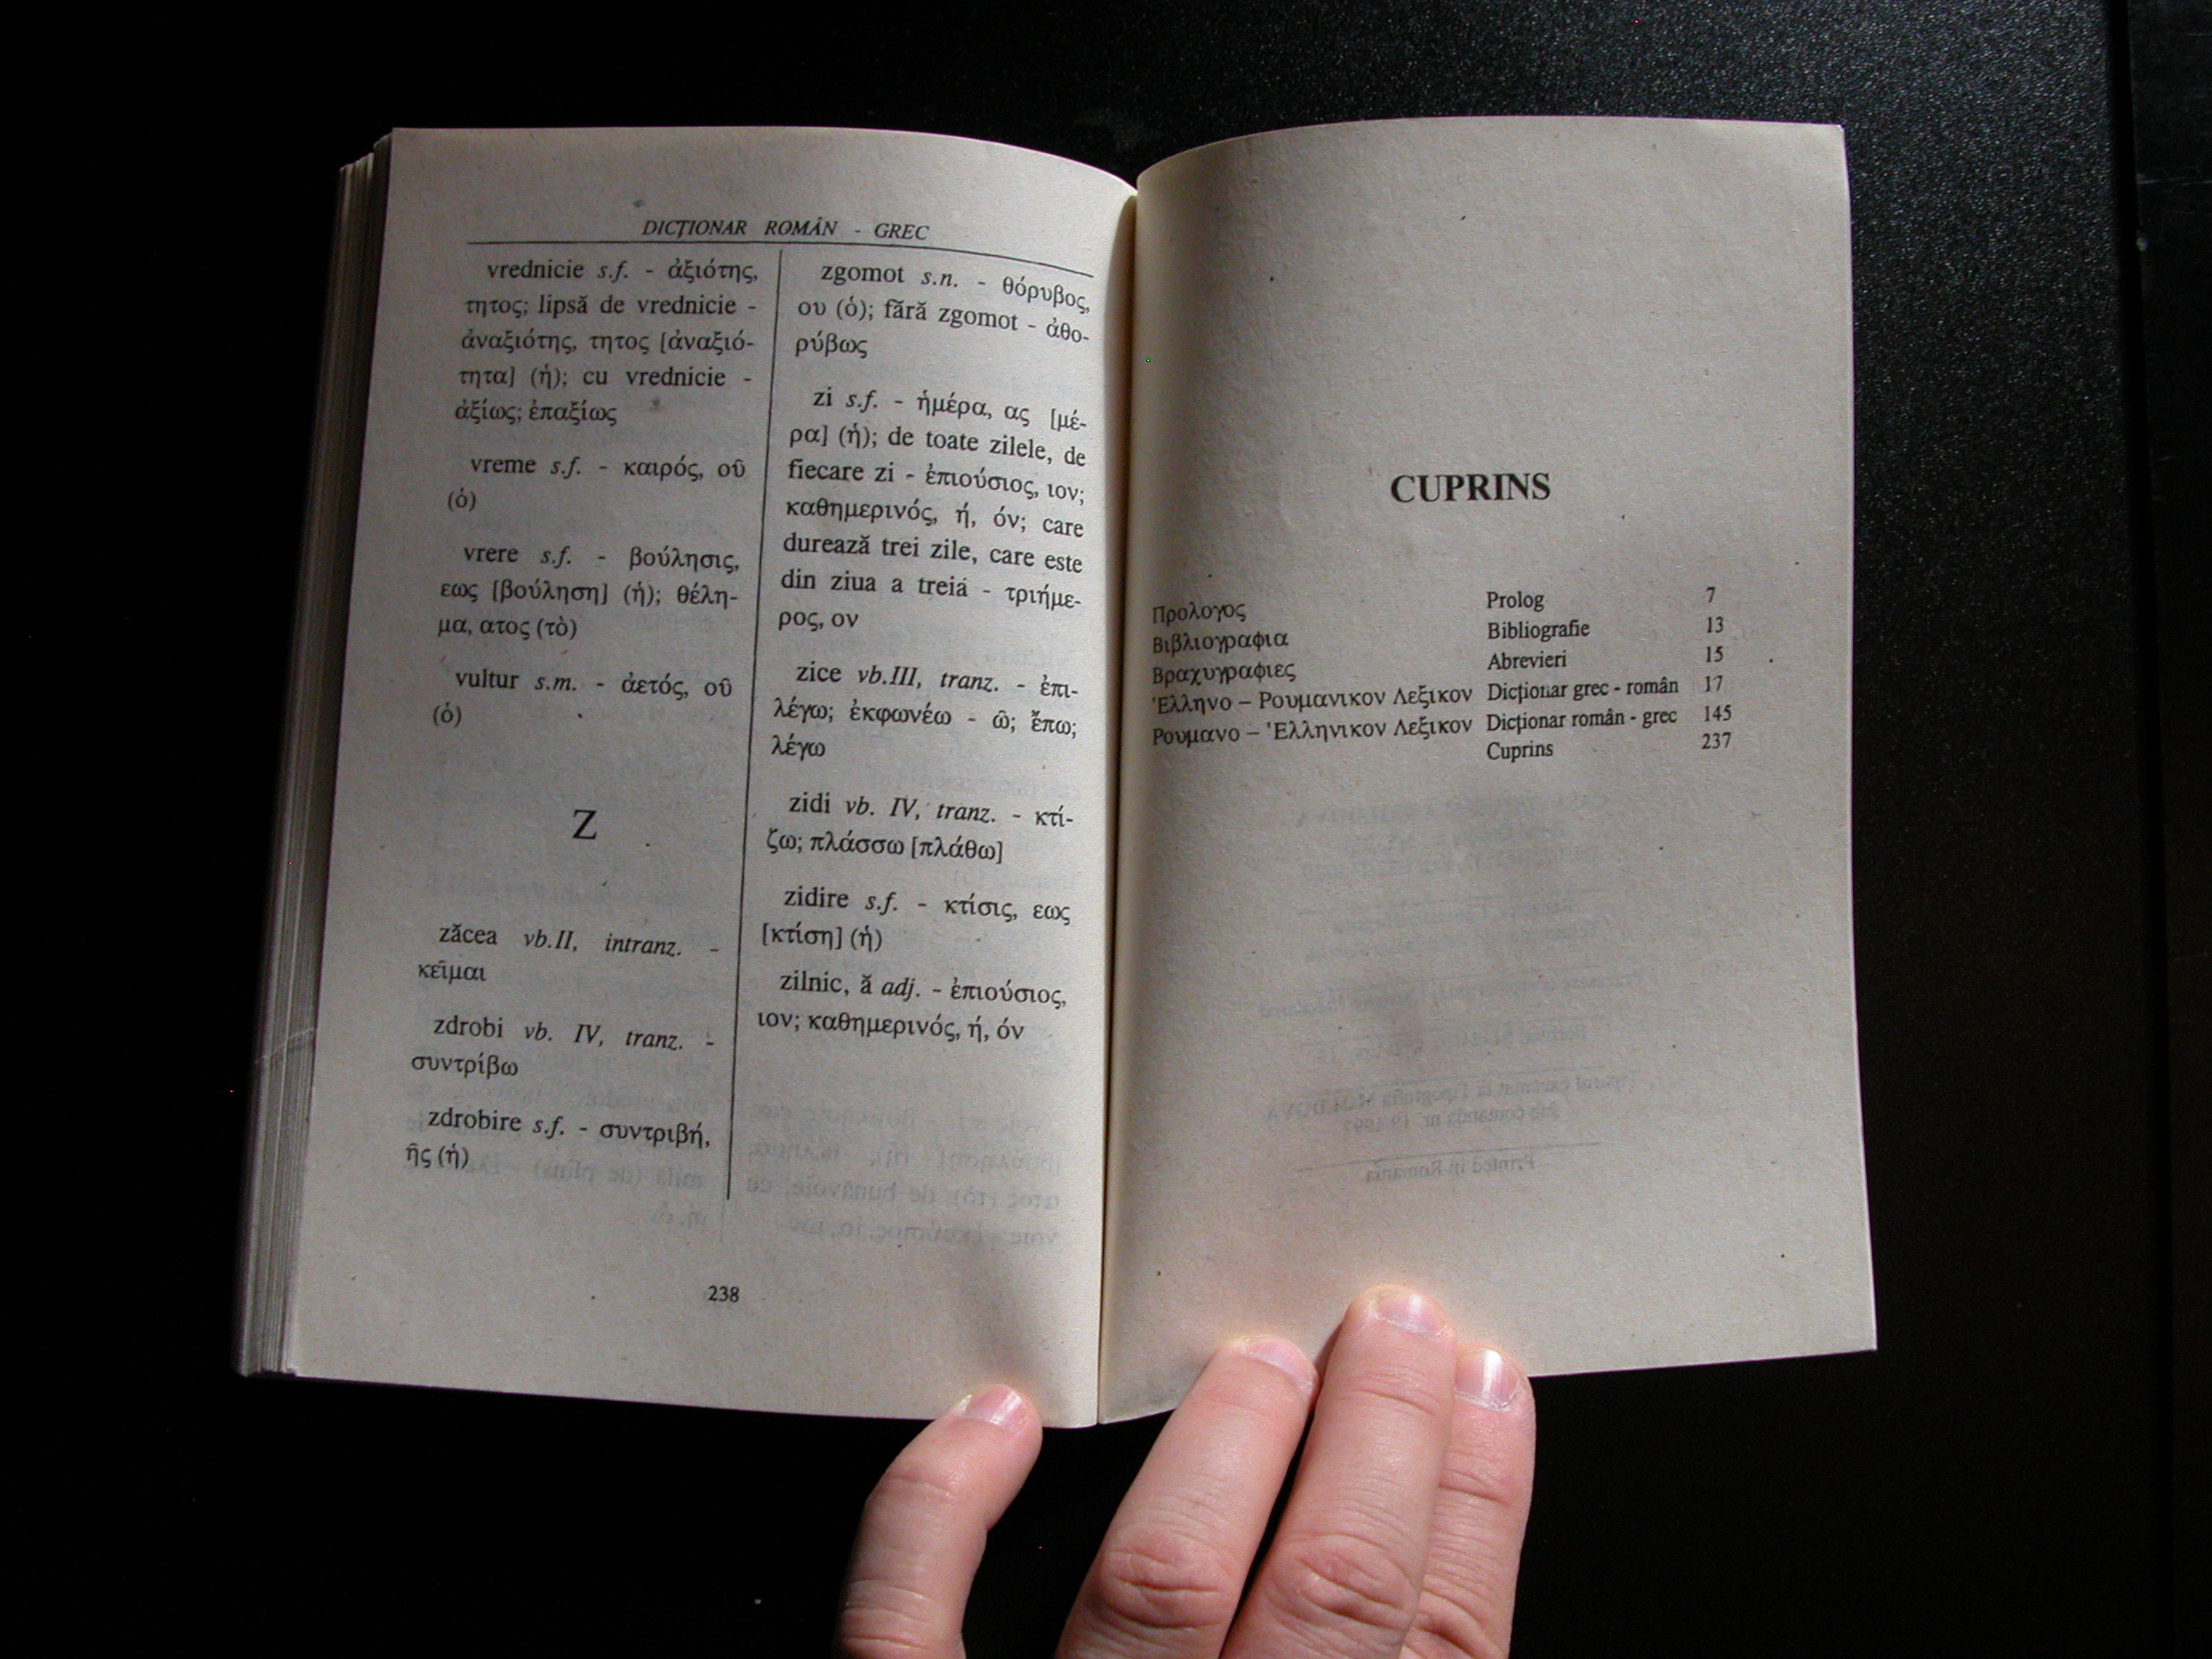 DICȚIONAR ROMÂN - GREC
vrednicie s.f. - ἀξιότης,
τητος; lipsă de vrednicie -
ἀναξιότης, τητος [ἀναξιό-
τητα] (ἡ); cu vrednicie -
ἀξίως; ἐπαξίως
vreme s.f. - καιρός, οῦ
(ὁ)
vrere s.f. - βούλησις,
εως [βούληση] (ἡ); θέλη-
μα, ατος (τὸ)
vultur s.m. - ἀετός, οῦ
(ὁ)
Z
zăcea vb.II, intranz. -
κεῖμαι
zdrobi vb. IV, tranz. -
συντρίβω
zdrobire s.f. - συντριβή,
ῆς (ἡ)
zgomot s.n. - θόρυβος,
ου (ὁ); fără zgomot - ἀθο-
ρύβως
zi s.f. - ἡμέρα, ας [μέ-
ρα] (ἡ); de toate zilele, de
fiecare zi - ἐπιούσιος, ιον;
καθημερινός, ή, όν; care
durează trei zile, care este
din ziua a treia - τριήμε-
ρος, ον
zice vb.III, tranz. - ἐπι-
λέγω; ἐκφωνέω - ῶ; ἔπω;
λέγω
zidi vb. IV, tranz. - κτί-
ζω; πλάσσω [πλάθω]
zidire s.f. - κτίσις, εως
[κτίση] (ἡ)
zilnic, ă adj. - ἐπιούσιος,
ιον; καθημερινός, ή, όν
238
CUPRINS
Προλογος Prolog 7
Βιβλιογραφια Bibliografie 13
Βραχυγραφιες Abrevieri 15
Ἑλληνο – Ρουμανικον Λεξικον Dicționar grec - român 17
Ρουμανο – Ἑλληνικον Λεξικον Dicționar român - grec 145
Cuprins 237